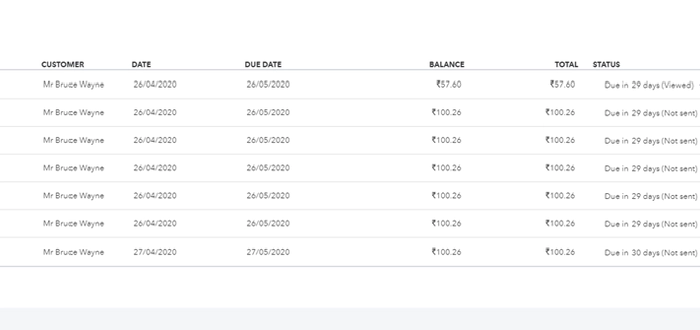 CUSTOMER DATE DUE DATE BALANCE TOTAL STATUS
Mr Bruce Wayne 26/04/2020 26/05/2020 ₹57.60 ₹57.60 Due in 29 days (Viewed)
Mr Bruce Wayne 26/04/2020 26/05/2020 ₹100.26 ₹100.26 Due in 29 days (Not sent)
Mr Bruce Wayne 26/04/2020 26/05/2020 ₹100.26 ₹100.26 Due in 29 days (Not sent)
Mr Bruce Wayne 26/04/2020 26/05/2020 ₹100.26 ₹100.26 Due in 29 days (Not sent)
Mr Bruce Wayne 26/04/2020 26/05/2020 ₹100.26 ₹100.26 Due in 29 days (Not sent)
Mr Bruce Wayne 26/04/2020 26/05/2020 ₹100.26 ₹100.26 Due in 29 days (Not sent)
Mr Bruce Wayne 27/04/2020 27/05/2020 ₹100.26 ₹100.26 Due in 30 days (Not sent)